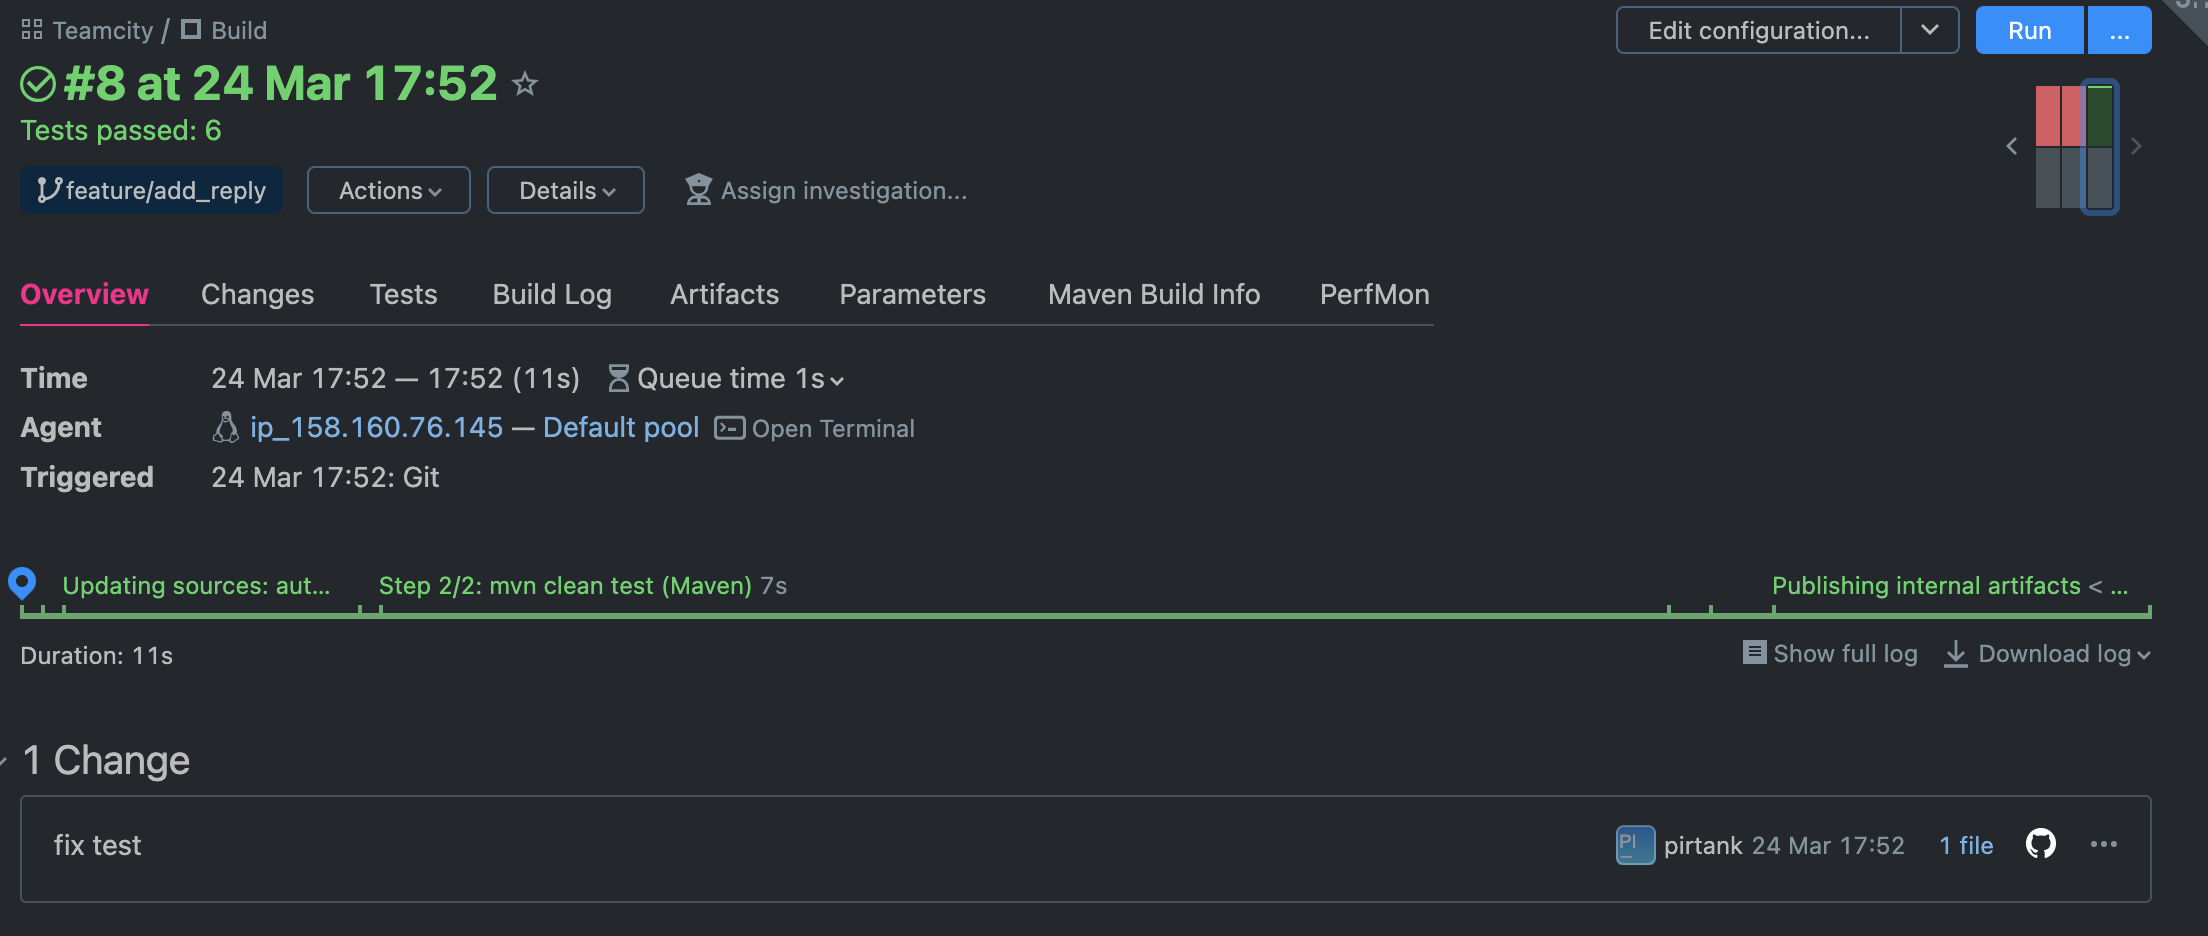 Teamcity / Build
Edit configuration...
Run
...
#8 at 24 Mar 17:52
Tests passed: 6
feature/add_reply
Actions
Details
Assign investigation...
Overview
Changes
Tests
Build Log
Artifacts
Parameters
Maven Build Info
PerfMon
Time
24 Mar 17:52 — 17:52 (11s)
Queue time 1s
Agent
ip_158.160.76.145 — Default pool
Open Terminal
Triggered
24 Mar 17:52: Git
Updating sources: aut...
Step 2/2: mvn clean test (Maven) 7s
Publishing internal artifacts < ...
Duration: 11s
Show full log
Download log
1 Change
fix test
PI
pirtank 24 Mar 17:52
1 file